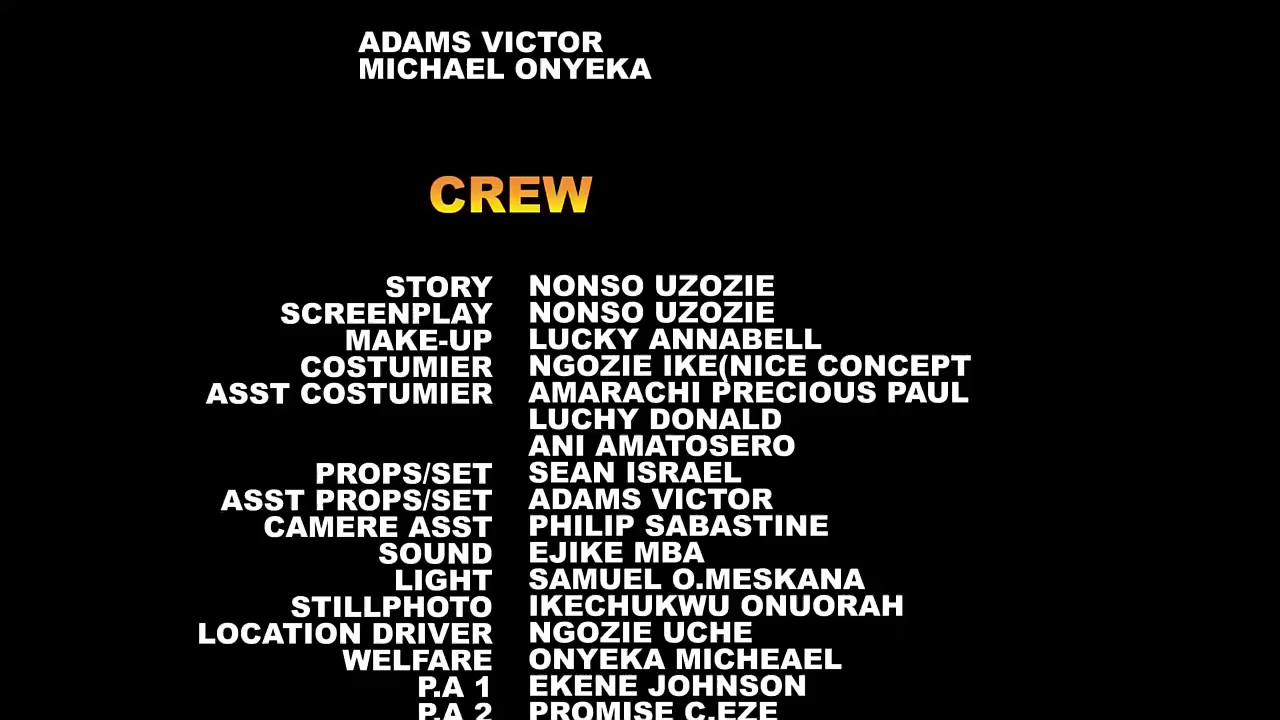 ADAMS VICTOR
MICHAEL ONYEKA
CREW
STORY NONSO UZOZIE
SCREENPLAY NONSO UZOZIE
MAKE-UP LUCKY ANNABELL
COSTUMIER NGOZIE IKE(NICE CONCEPT
ASST COSTUMIER AMARACHI PRECIOUS PAUL
LUCHY DONALD
ANI AMATOSERO
PROPS/SET SEAN ISRAEL
ASST PROPS/SET ADAMS VICTOR
CAMERE ASST PHILIP SABASTINE
SOUND EJIKE MBA
LIGHT SAMUEL O.MESKANA
STILLPHOTO IKECHUKWU ONUORAH
LOCATION DRIVER NGOZIE UCHE
WELFARE ONYEKA MICHEAEL
P.A 1 EKENE JOHNSON
P.A 2 PROMISE C.EZE